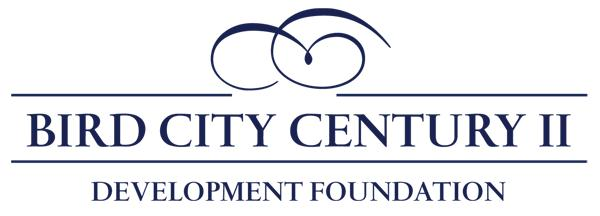 BIRD CITY CENTURY II
DEVELOPMENT FOUNDATION